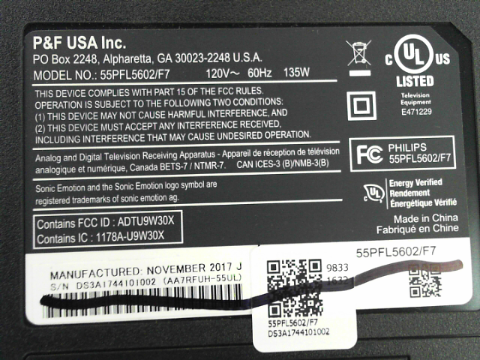 P&F USA Inc.
PO Box 2248, Alpharetta, GA 30023-2248 U.S.A.
MODEL NO.: 55PFL5602/F7 120V~ 60Hz 135W
THIS DEVICE COMPLIES WITH PART 15 OF THE FCC RULES.
OPERATION IS SUBJECT TO THE FOLLOWING TWO CONDITIONS:
(1) THIS DEVICE MAY NOT CAUSE HARMFUL INTERFERENCE, AND
(2) THIS DEVICE MUST ACCEPT ANY INTERFERENCE RECEIVED,
INCLUDING INTERFERENCE THAT MAY CAUSE UNDESIRED OPERATION.
Analog and Digital Television Receiving Apparatus - Appareil de réception de télévision
analogique et numérique, Canada BETS-7 / NTMR-7. CAN ICES-3 (B)/NMB-3(B)
Sonic Emotion and the Sonic Emotion logo symbol are
registered trademarks of sonic emotion ag.
Contains FCC ID : ADTU9W30X
Contains IC : 1178A-U9W30X
C UL US
LISTED
Television
Equipment
E471229
FC
PHILIPS
55PFL5602/F7
UL
Energy Verified
Rendement
Énergétique Vérifié
Made in China
Fabriqué en Chine
MANUFACTURED: NOVEMBER 2017 J
S/N DS3A1744101002 (AA7RFUH-55UL)
55PFL5602/F7
9833
1633
55PFL5602/F7
DS3A1744101002